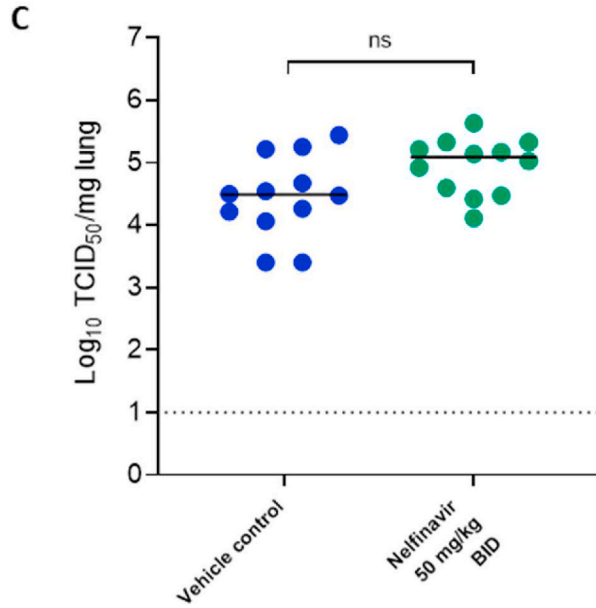 C
ns
Log₁₀ TCID₅₀/mg lung
7
6
5
4
3
2
1
0
Vehicle control
Nelfinavir
50 mg/kg
BID